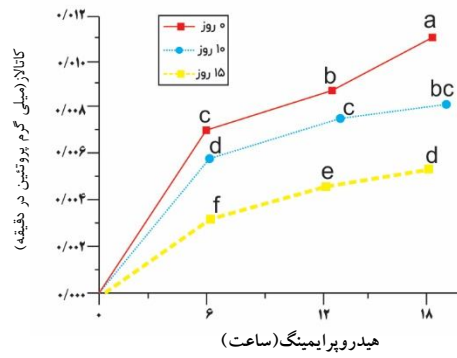 ۰/۰۱۲
۰/۰۱۰
۰/۰۰۸
۰/۰۰۶
۰/۰۰۴
۰/۰۰۲
۰/۰۰۰
کاتالاز(میلی گرم پروتئین در دقیقه)
۰ روز
۱۰ روز
۱۵ روز
a
b
bc
c
c
d
d
e
f
۰ ۶ ۱۲ ۱۸
هیدروپرایمینگ(ساعت)